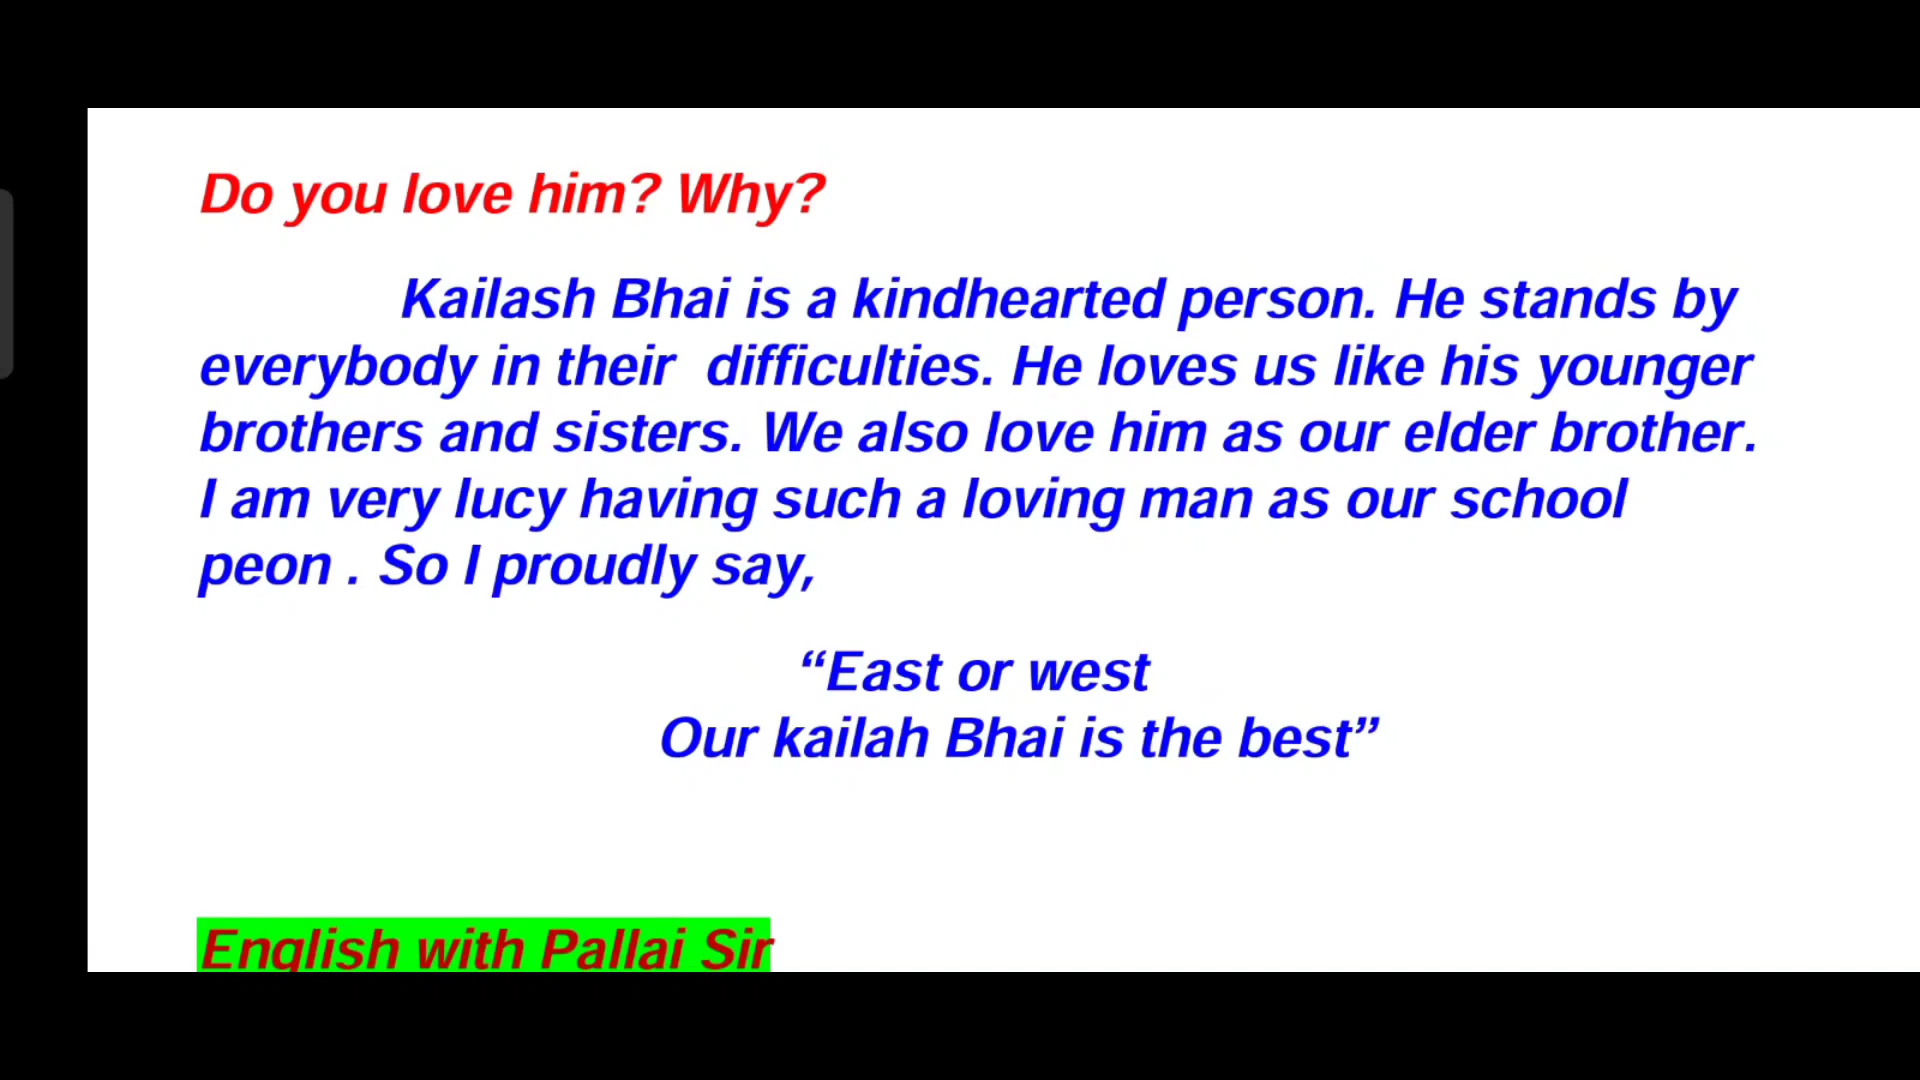 Do you love him? Why?
Kailash Bhai is a kindhearted person. He stands by
everybody in their  difficulties. He loves us like his younger
brothers and sisters. We also love him as our elder brother.
I am very lucy having such a loving man as our school
peon . So I proudly say,
“East or west
Our kailah Bhai is the best”
English with Pallai Sir